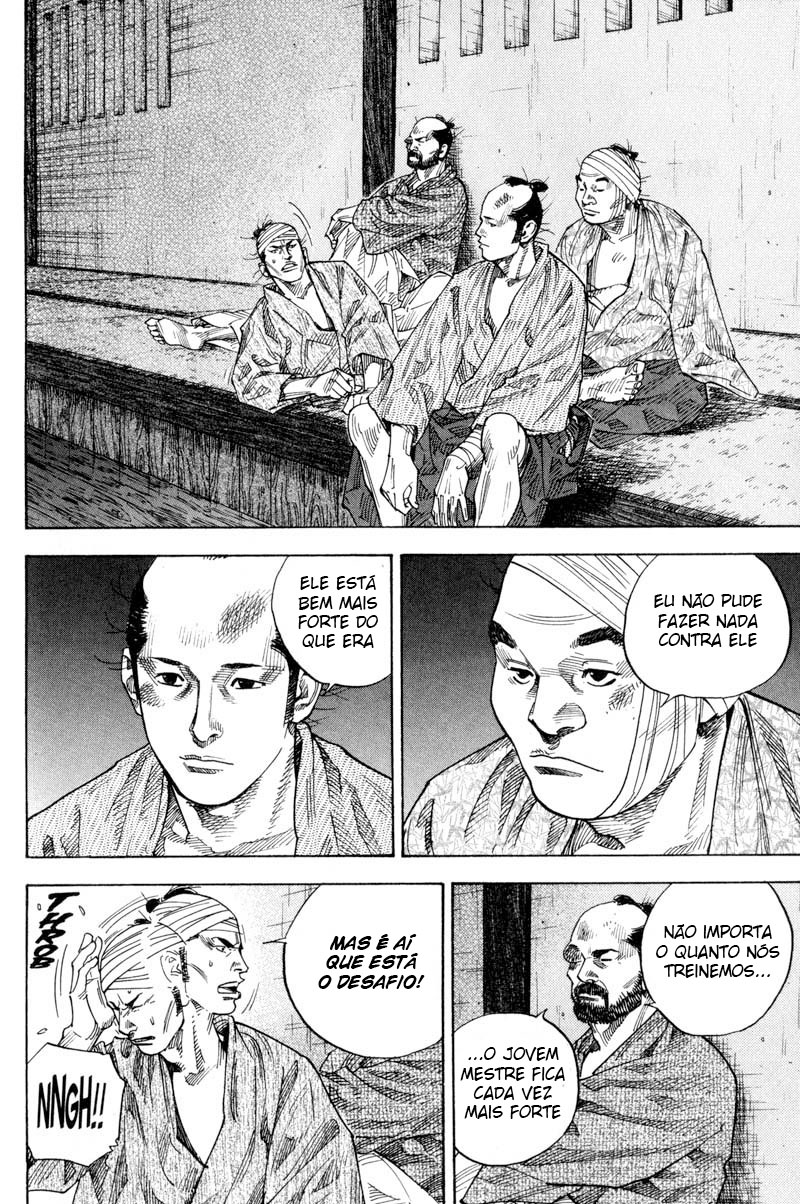 EU NÃO PUDE
FAZER NADA
CONTRA ELE
ELE ESTÁ
BEM MAIS
FORTE DO
QUE ERA
NÃO IMPORTA
O QUANTO NÓS
TREINEMOS...
...O JOVEM
MESTRE FICA
CADA VEZ
MAIS FORTE
MAS É AÍ
QUE ESTÁ
O DESAFIO!
THROB
NNGH!!